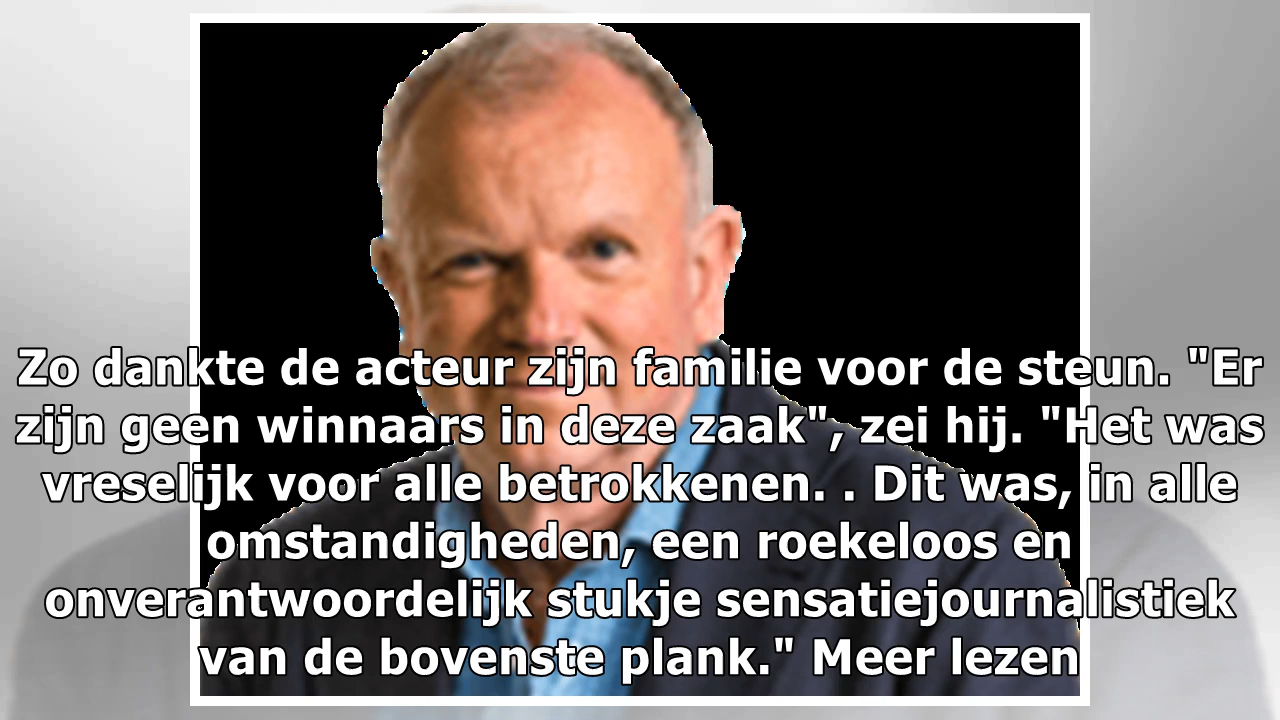 Zo dankte de acteur zijn familie voor de steun. "Er
zijn geen winnaars in deze zaak", zei hij. "Het was
vreselijk voor alle betrokkenen. . Dit was, in alle
omstandigheden, een roekeloos en
onverantwoordelijk stukje sensatiejournalistiek
van de bovenste plank." Meer lezen